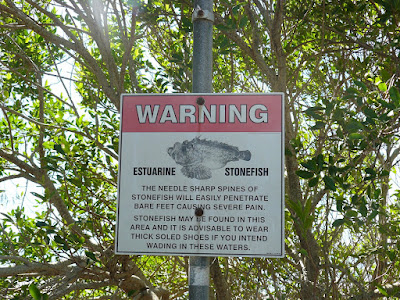 WARNING
ESTUARINE STONEFISH
THE NEEDLE SHARP SPINES OF
STONEFISH WILL EASILY PENETRATE
BARE FEET CAUSING SEVERE PAIN.
STONEFISH MAY BE FOUND IN THIS
AREA AND IT IS ADVISABLE TO WEAR
THICK SOLED SHOES IF YOU INTEND
WADING IN THESE WATERS.